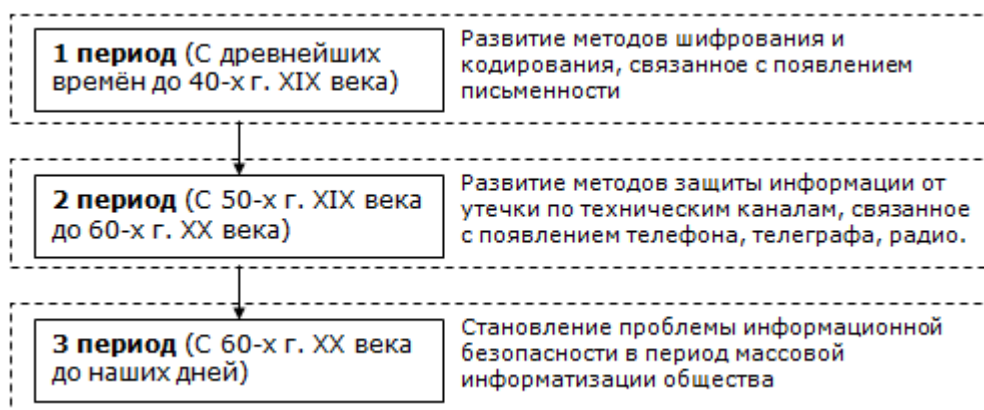 1 период (С древнейших
времён до 40-х г. XIX века)
Развитие методов шифрования и
кодирования, связанное с появлением
письменности
2 период (С 50-х г. XIX века
до 60-х г. XX века)
Развитие методов защиты информации от
утечки по техническим каналам, связанное
с появлением телефона, телеграфа, радио.
3 период (С 60-х г. XX века
до наших дней)
Становление проблемы информационной
безопасности в период массовой
информатизации общества